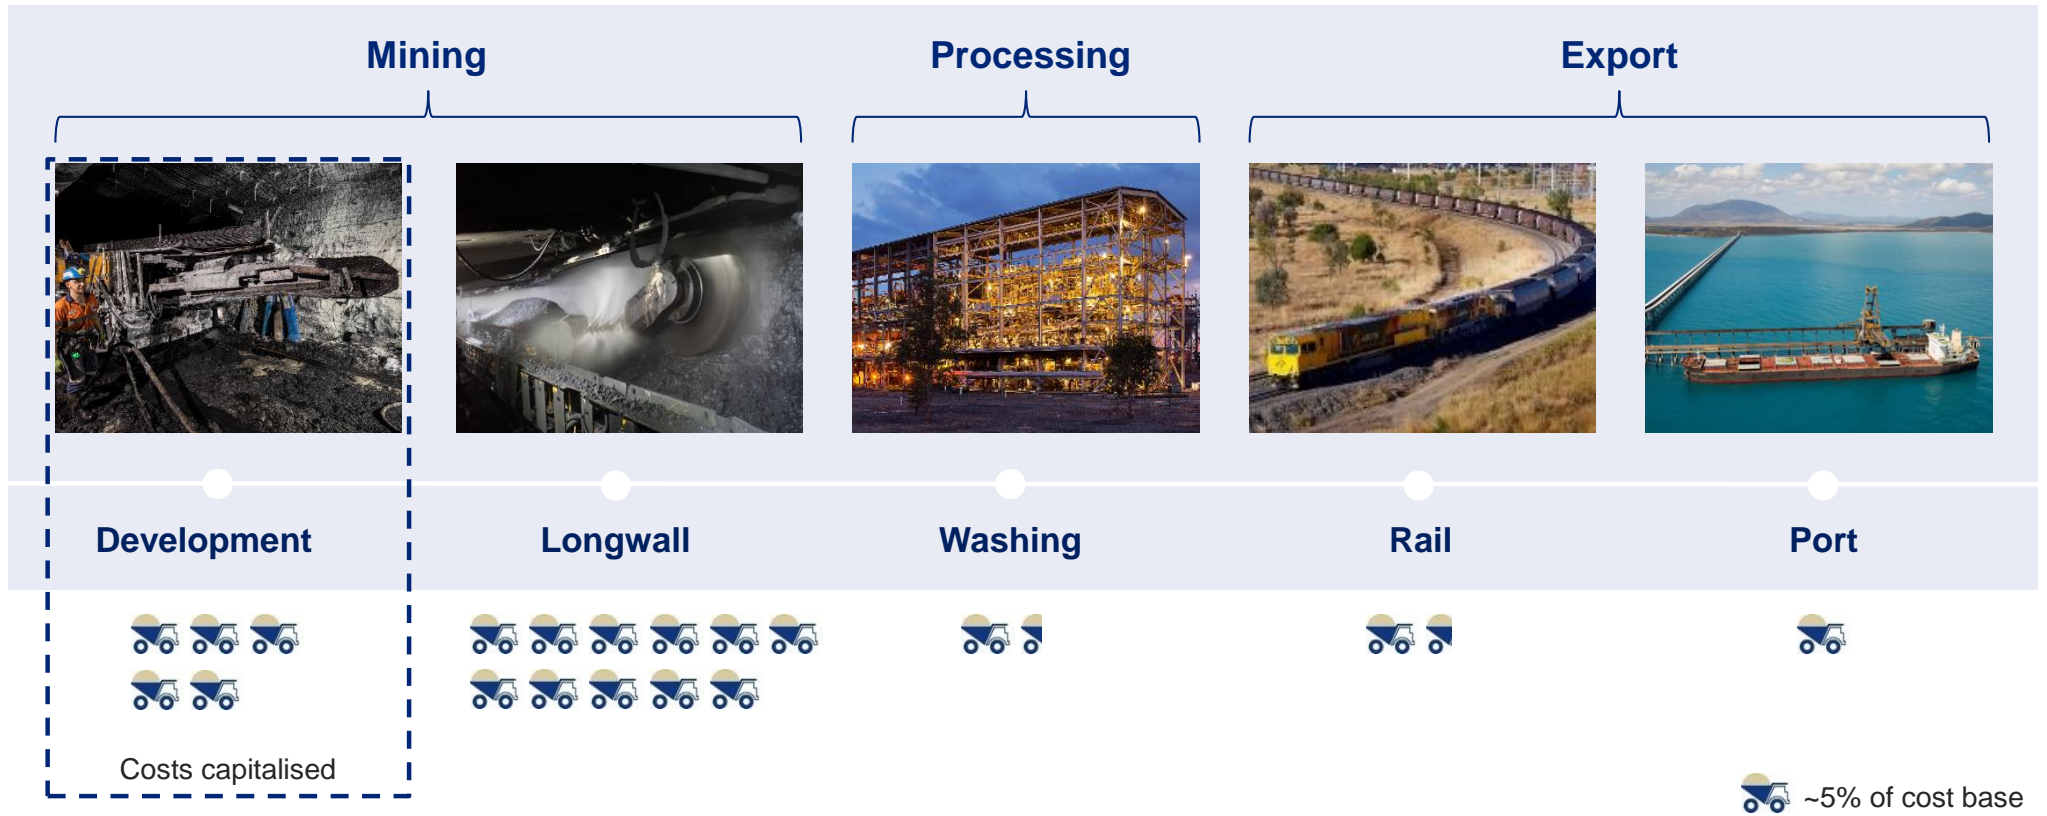 Mining
Processing
Export
Development
Longwall
Washing
Rail
Port
Costs capitalised
~5% of cost base